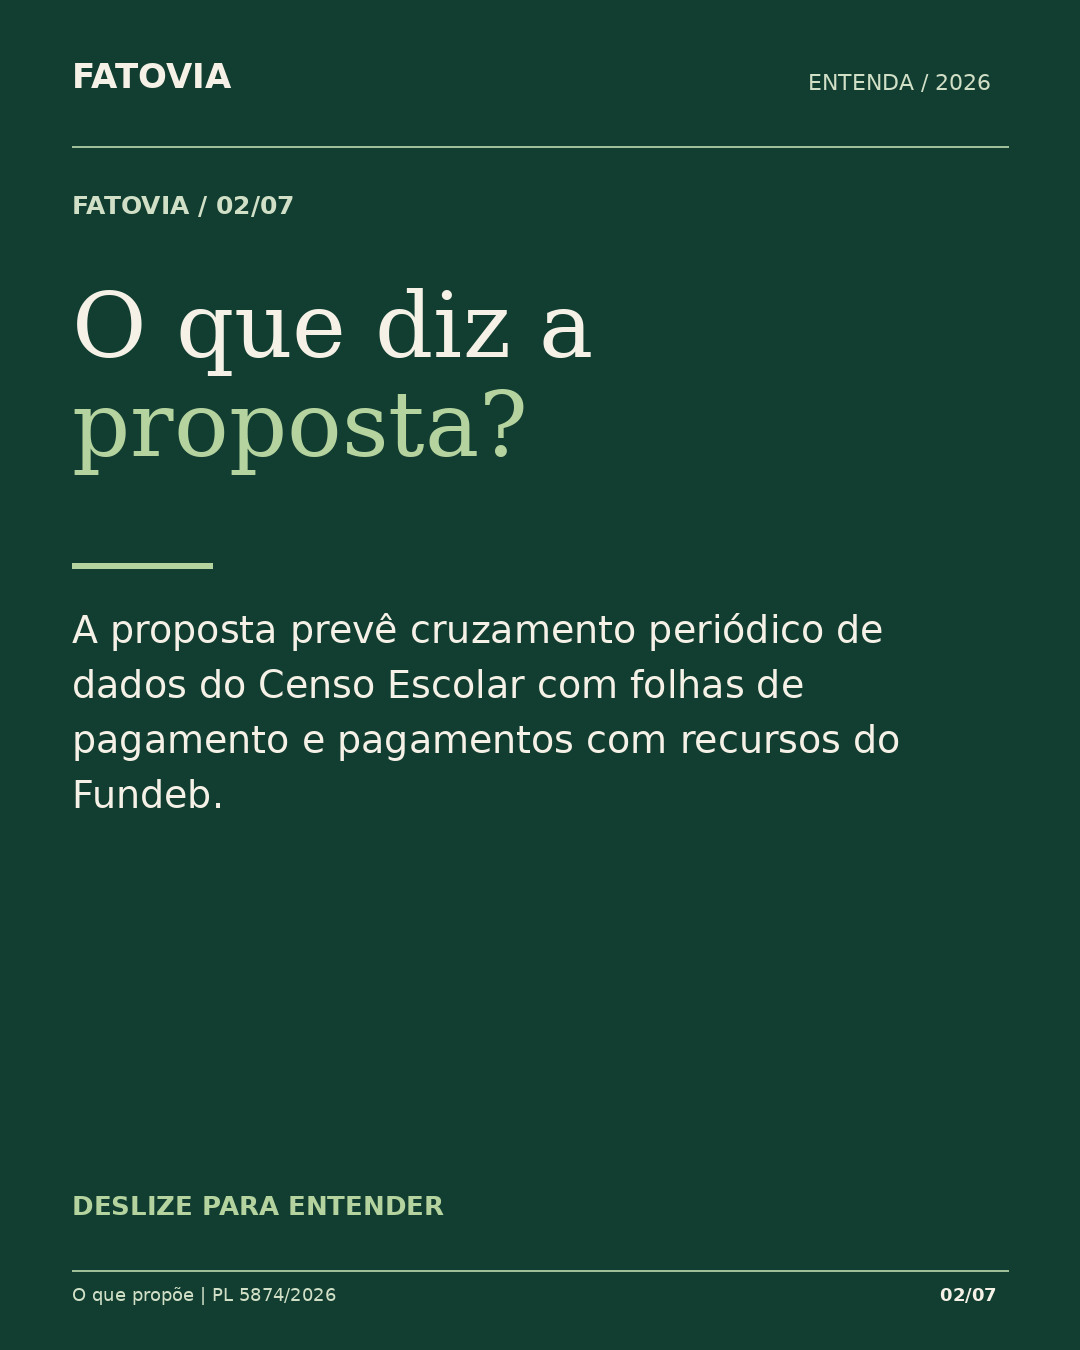 FATOVIA
ENTENDA / 2026
FATOVIA / 02/07
O que diz a
proposta?
A proposta prevê cruzamento periódico de
dados do Censo Escolar com folhas de
pagamento e pagamentos com recursos do
Fundeb.
DESLIZE PARA ENTENDER
O que propõe | PL 5874/2026
02/07